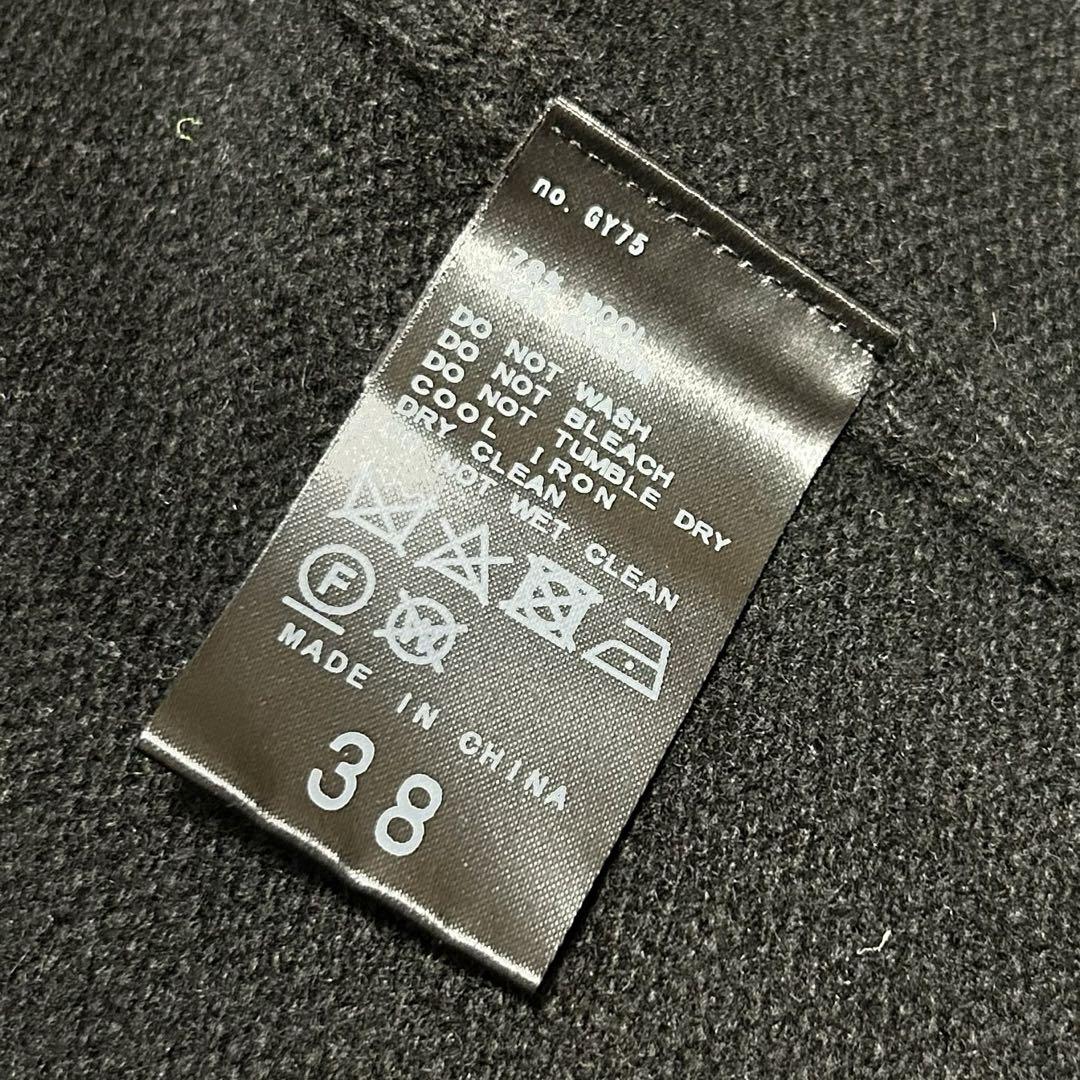 no. GY75
WOOL
DO NOT WASH
DO NOT BLEACH
DO NOT TUMBLE DRY
COOL IRON
DRY CLEAN
NOT WET CLEAN
F
MADE IN CHINA
38